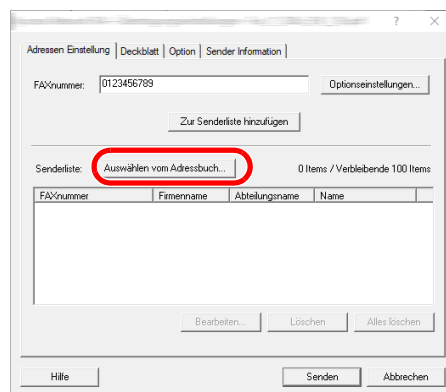 Adressen Einstellung Deckblatt Option Sender Information
FAXnummer: 0123456789 Optionseinstellungen...
Zur Senderliste hinzufügen
Senderliste: Auswählen vom Adressbuch... 0 Items / Verbleibende 100 Items
FAXnummer Firmenname Abteilungsname Name
Bearbeiten... Löschen Alles löschen
Hilfe Senden Abbrechen